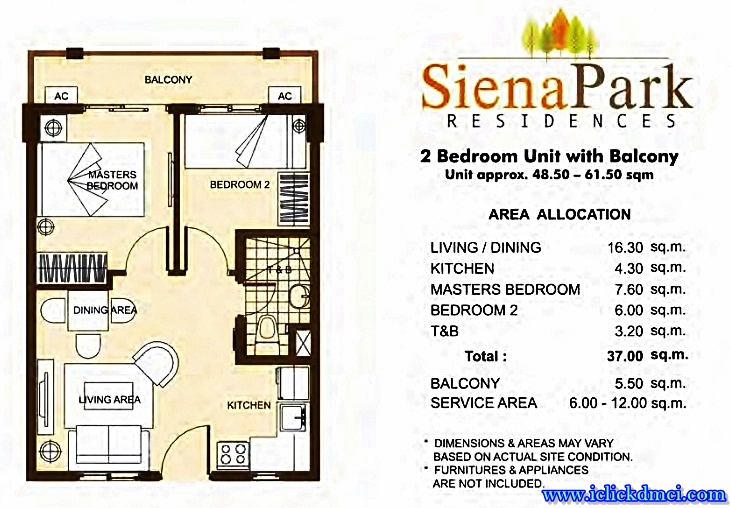 SienaPark
RESIDENCES
2 Bedroom Unit with Balcony
Unit approx. 48.50 – 61.50 sqm
AREA ALLOCATION
LIVING / DINING 16.30 sq.m.
KITCHEN 4.30 sq.m.
MASTERS BEDROOM 7.60 sq.m.
BEDROOM 2 6.00 sq.m.
T&B 3.20 sq.m.
Total : 37.00 sq.m.
BALCONY 5.50 sq.m.
SERVICE AREA 6.00 - 12.00 sq.m.
* DIMENSIONS & AREAS MAY VARY
BASED ON ACTUAL SITE CONDITION.
* FURNITURES & APPLIANCES
ARE NOT INCLUDED.
www.iclickdmci.com
BALCONY
AC
AC
MASTERS
BEDROOM
BEDROOM 2
T & B
DINING AREA
LIVING AREA
KITCHEN